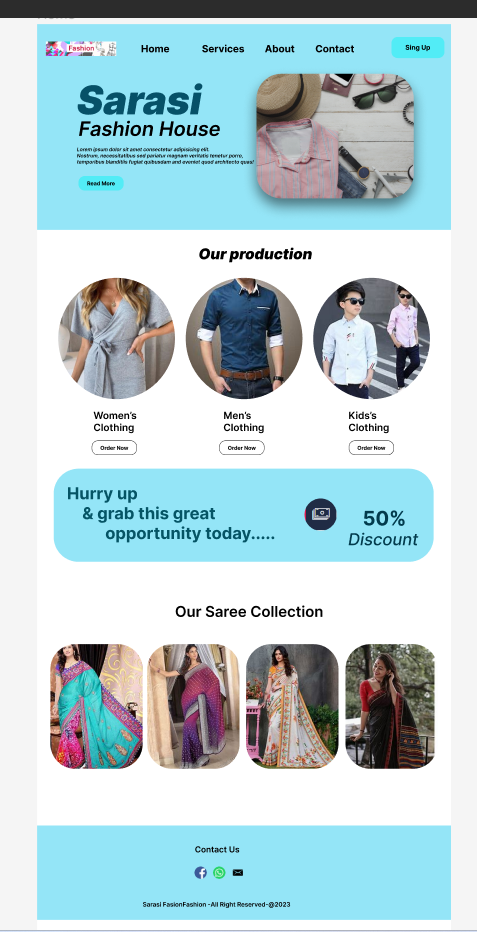 Home
Fashion
Home Services About Contact Sing Up
Sarasi
Fashion House
Lorem ipsum dolor sit amet consectetur adipisicing elit.
Nostrum, necessitatibus sed pariatur magnam veritatis tenetur porro,
temporibus blanditiis fugiat quibusdam and eveniet quod architecto quas!
Read More
Our production
Women's
Clothing
Men's
Clothing
Kids's
Clothing
Order Now
Order Now
Order Now
Hurry up
& grab this great
opportunity today.....
50%
Discount
Our Saree Collection
Contact Us
Sarasi FasionFashion -All Right Reserved-@2023